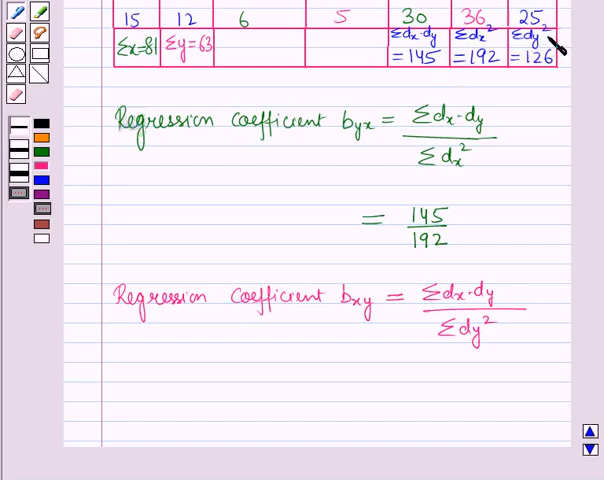 15 12 6 5 30 36 25
Σx=81 Σy=63 Σdx·dy =145 Σdx² =192 Σdy² =126
Regression coefficient byx = Σdx·dy / Σdx²
= 145 / 192
Regression coefficient bxy = Σdx·dy / Σdy²